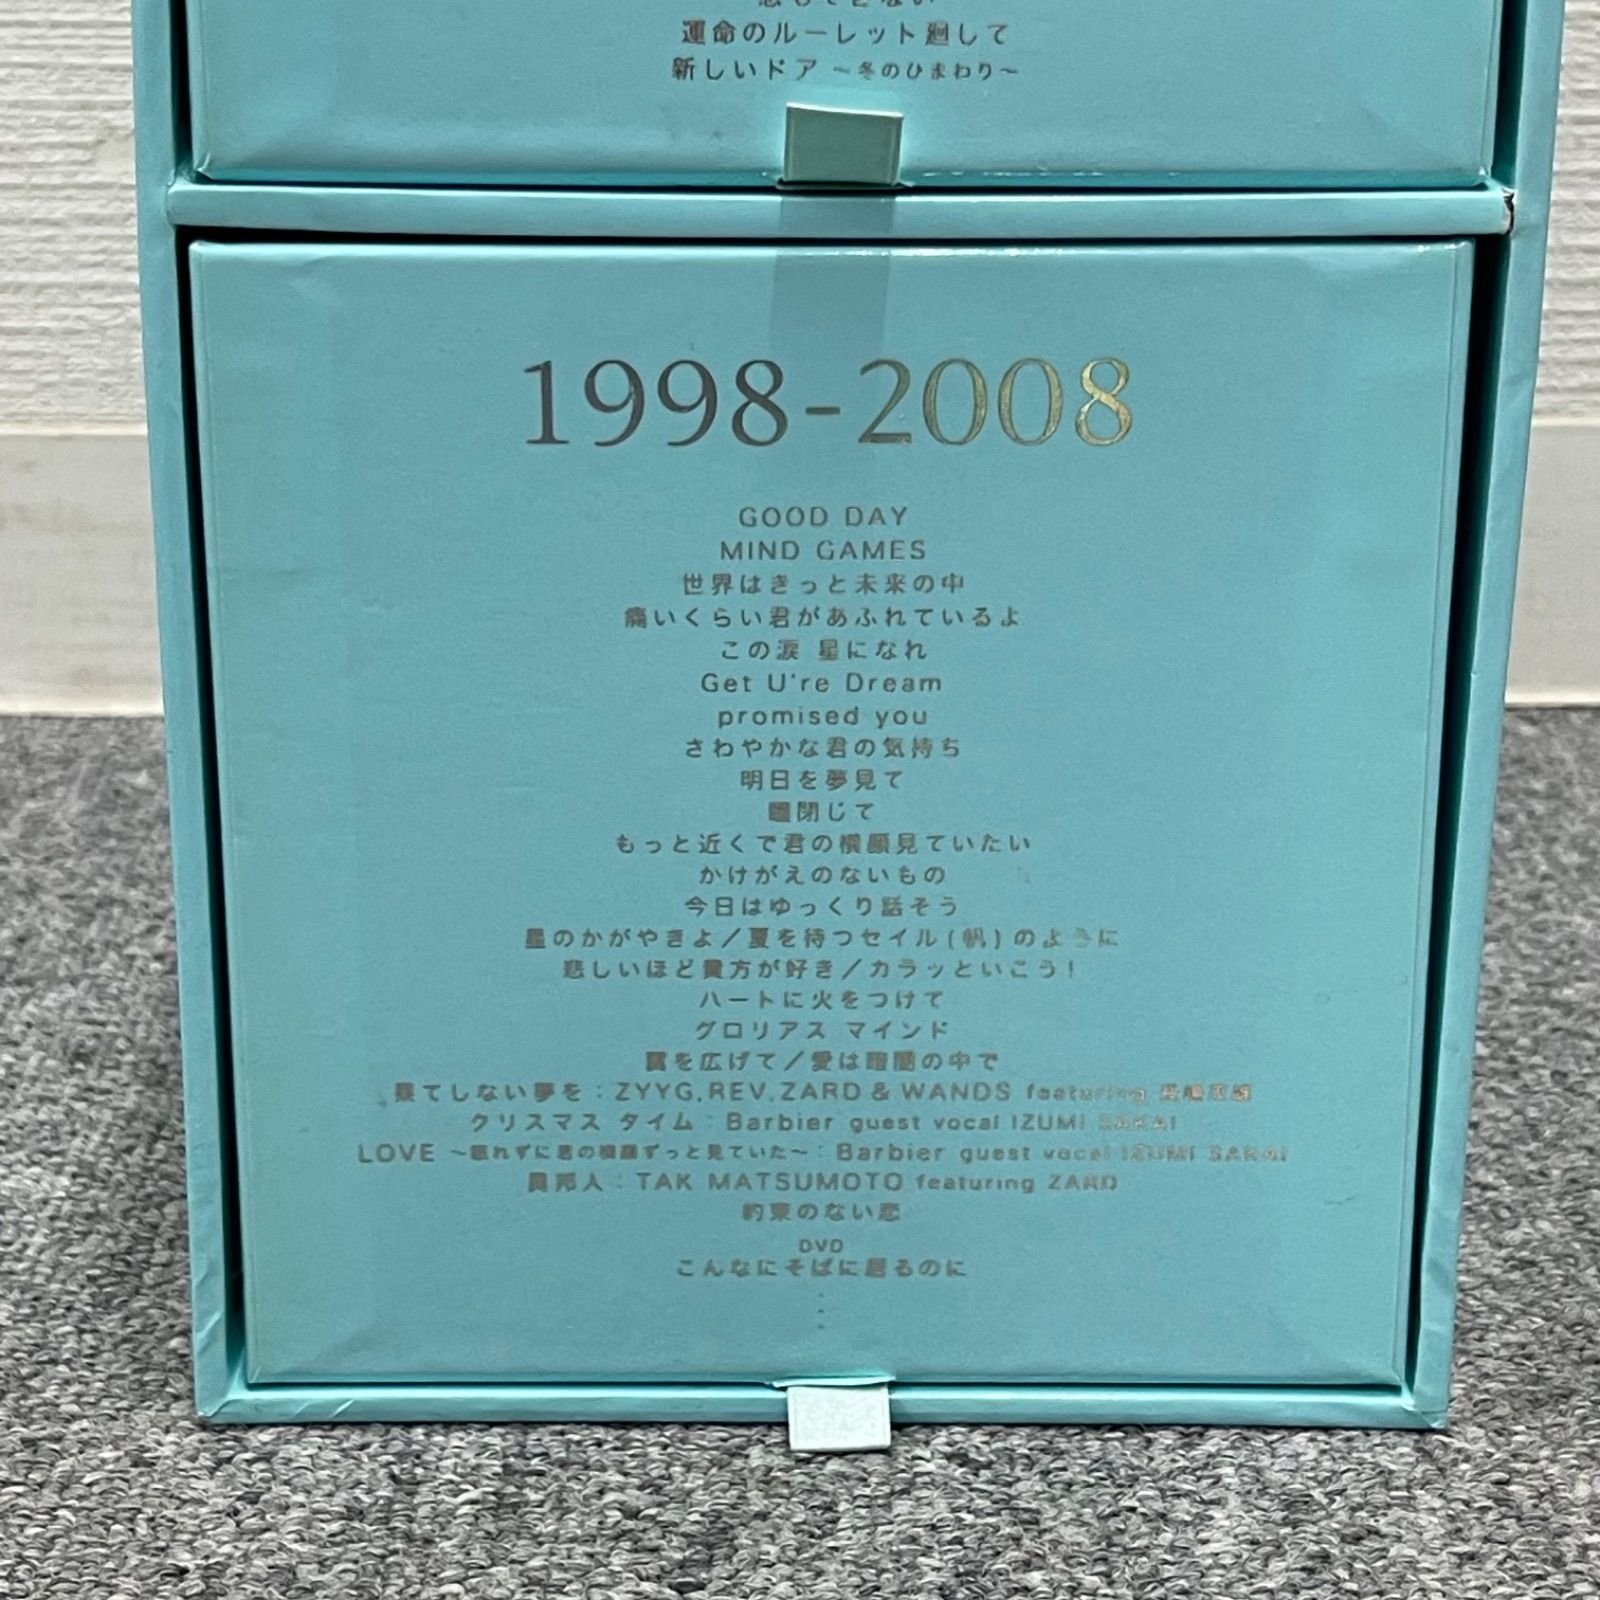 運命のルーレット廻して
新しいドア ～冬のひまわり～
1998-2008
GOOD DAY
MIND GAMES
世界はきっと未来の中
痛いくらい君があふれているよ
この涙 星になれ
Get U're Dream
promised you
さわやかな君の気持ち
明日を夢見て
瞳閉じて
もっと近くで君の横顔見ていたい
かけがえのないもの
今日はゆっくり話そう
星のかがやきよ/夏を待つセイル(帆)のように
悲しいほど貴方が好き/カラッといこう!
ハートに火をつけて
グロリアス マインド
翼を広げて/愛は暗闇の中で
果てしない夢を:ZYYG,REV,ZARD & WANDS featuring
クリスマス タイム:Barbier guest vocal IZUMI SAKAI
LOVE ～眠れずに君の横顔ずっと見ていた～:Barbier guest vocal IZUMI SAKAI
異邦人:TAK MATSUMOTO featuring ZARD
約束のない恋
DVD
こんなにそばに居るのに